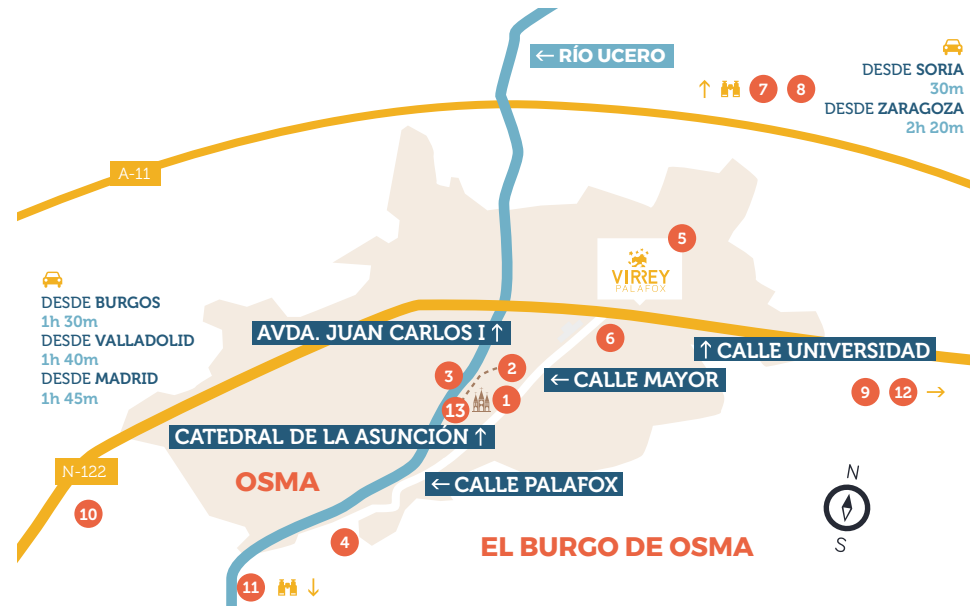 ← RÍO UCERO
↑ 7 8
DESDE SORIA
30m
DESDE ZARAGOZA
2h 20m
A-11
5
VIRREY
PALAFOX
DESDE BURGOS
1h 30m
DESDE VALLADOLID
1h 40m
DESDE MADRID
1h 45m
AVDA. JUAN CARLOS I ↑
6
↑ CALLE UNIVERSIDAD
3
2
← CALLE MAYOR
9 12 →
13
1
CATEDRAL DE LA ASUNCIÓN ↑
N-122
OSMA
← CALLE PALAFOX
N
S
10
4
EL BURGO DE OSMA
11 ↓